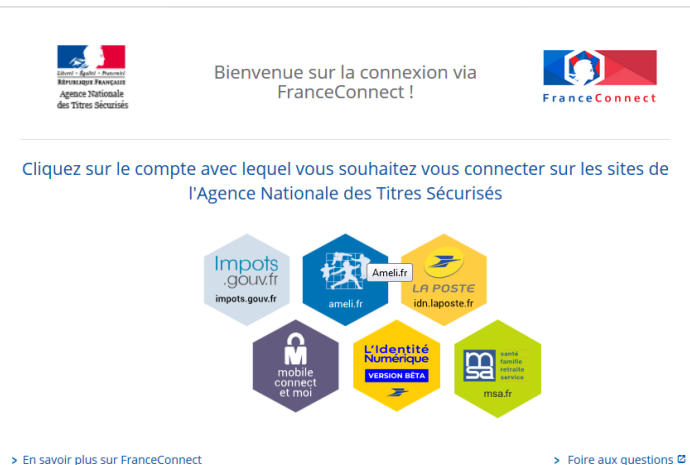 Liberté • Égalité • Fraternité
RÉPUBLIQUE FRANÇAISE
Agence Nationale
des Titres Sécurisés
Bienvenue sur la connexion via
FranceConnect !
FranceConnect
Cliquez sur le compte avec lequel vous souhaitez vous connecter sur les sites de
l'Agence Nationale des Titres Sécurisés
Impots
.gouv.fr
impots.gouv.fr
ameli.fr
Ameli.fr
LA POSTE
idn.laposte.fr
mobile
connect
et moi
L'Identité
Numérique
VERSION BÊTA
msa
santé
famille
retraite
service
msa.fr
> En savoir plus sur FranceConnect
> Foire aux questions